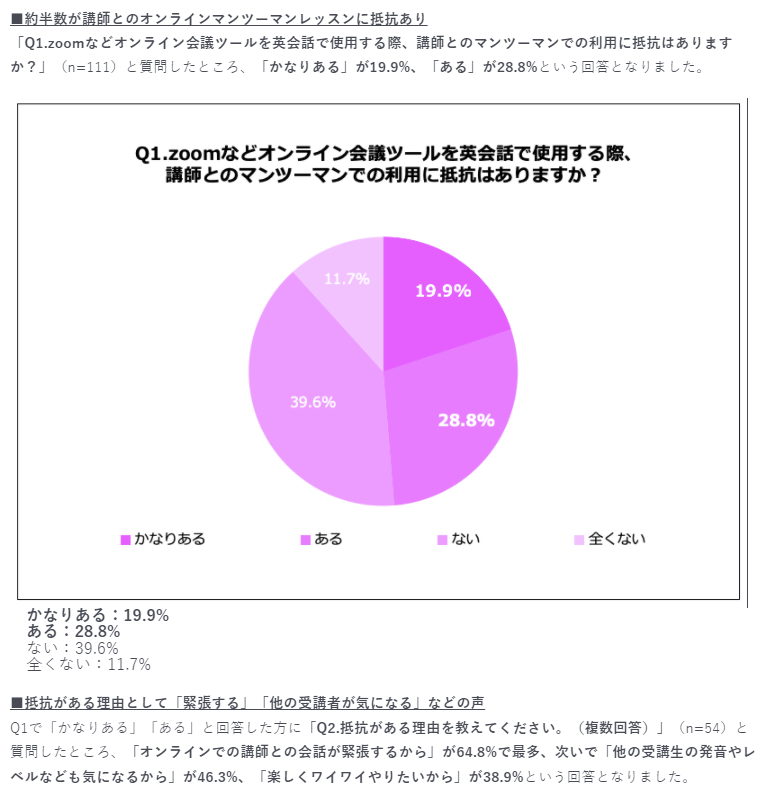 ■約半数が講師とのオンラインマンツーマンレッスンに抵抗あり
「Q1.zoomなどオンライン会議ツールを英会話で使用する際、講師とのマンツーマンでの利用に抵抗はあります
か？」（n=111）と質問したところ、「かなりある」が19.9%、「ある」が28.8%という回答となりました。
Q1.zoomなどオンライン会議ツールを英会話で使用する際、
講師とのマンツーマンでの利用に抵抗はありますか？
11.7%
19.9%
39.6%
28.8%
■かなりある ■ある ■ない ■全くない
かなりある：19.9%
ある：28.8%
ない：39.6%
全くない：11.7%
■抵抗がある理由として「緊張する」「他の受講者が気になる」などの声
Q1で「かなりある」「ある」と回答した方に「Q2.抵抗がある理由を教えてください。（複数回答）」（n=54）と
質問したところ、「オンラインでの講師との会話が緊張するから」が64.8%で最多、次いで「他の受講生の発音やレ
ベルなども気になるから」が46.3%、「楽しくワイワイやりたいから」が38.9%という回答となりました。